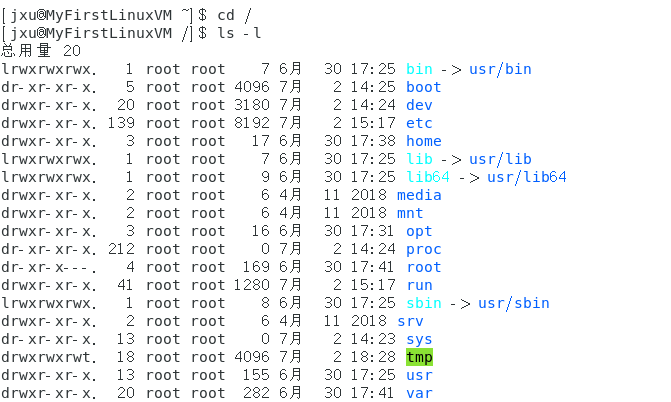 [jxu@MyFirstLinuxVM ~]$ cd /
[jxu@MyFirstLinuxVM /]$ ls -l
总用量 20
lrwxrwxrwx.   1 root root    7 6月  30 17:25 bin -> usr/bin
dr-xr-xr-x.   5 root root 4096 7月   2 14:25 boot
drwxr-xr-x.  20 root root 3180 7月   2 14:24 dev
drwxr-xr-x. 139 root root 8192 7月   2 15:17 etc
drwxr-xr-x.   3 root root   17 6月  30 17:38 home
lrwxrwxrwx.   1 root root    7 6月  30 17:25 lib -> usr/lib
lrwxrwxrwx.   1 root root    9 6月  30 17:25 lib64 -> usr/lib64
drwxr-xr-x.   2 root root    6 4月  11 2018 media
drwxr-xr-x.   2 root root    6 4月  11 2018 mnt
drwxr-xr-x.   3 root root   16 6月  30 17:31 opt
dr-xr-xr-x. 212 root root    0 7月   2 14:24 proc
dr-xr-x---.   4 root root  169 6月  30 17:41 root
drwxr-xr-x.  41 root root 1280 7月   2 15:17 run
lrwxrwxrwx.   1 root root    8 6月  30 17:25 sbin -> usr/sbin
drwxr-xr-x.   2 root root    6 4月  11 2018 srv
dr-xr-xr-x.  13 root root    0 7月   2 14:23 sys
drwxrwxrwt.  18 root root 4096 7月   2 18:28 tmp
drwxr-xr-x.  13 root root  155 6月  30 17:25 usr
drwxr-xr-x.  20 root root  282 6月  30 17:41 var